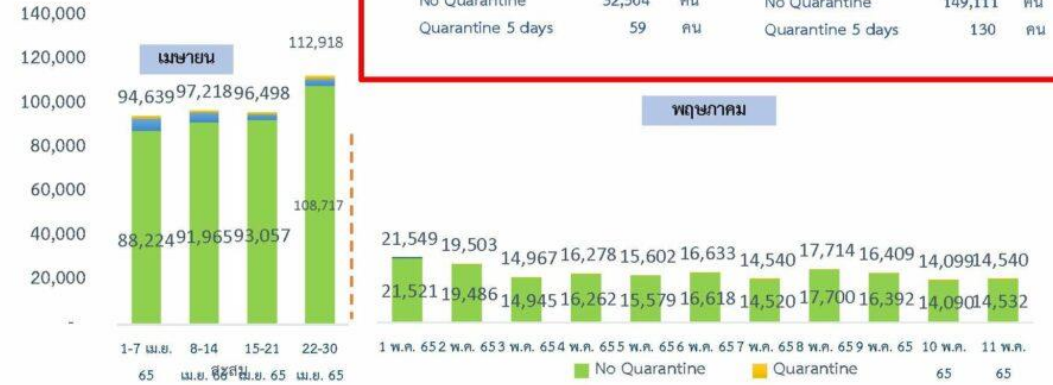 140,000
120,000
100,000
80,000
60,000
40,000
20,000
-
เมษายน
94,639 97,218 96,498 112,918
88,224 91,965 93,057 108,717
1-7 เม.ย. 65
8-14 เม.ย.
15-21 เม.ย. 65
22-30 เม.ย. 65
สะสม
No Quarantine คน No Quarantine 149,111 คน
Quarantine 5 days 59 คน Quarantine 5 days 130 คน
พฤษภาคม
21,549 19,503 14,967 16,278 15,602 16,633 14,540 17,714 16,409 14,099 14,540
21,521 19,486 14,945 16,262 15,579 16,618 14,520 17,700 16,392 14,090 14,532
1 พ.ค. 65 2 พ.ค. 65 3 พ.ค. 65 4 พ.ค. 65 5 พ.ค. 65 6 พ.ค. 65 7 พ.ค. 65 8 พ.ค. 65 9 พ.ค. 65 10 พ.ค. 65 11 พ.ค. 65
No Quarantine Quarantine